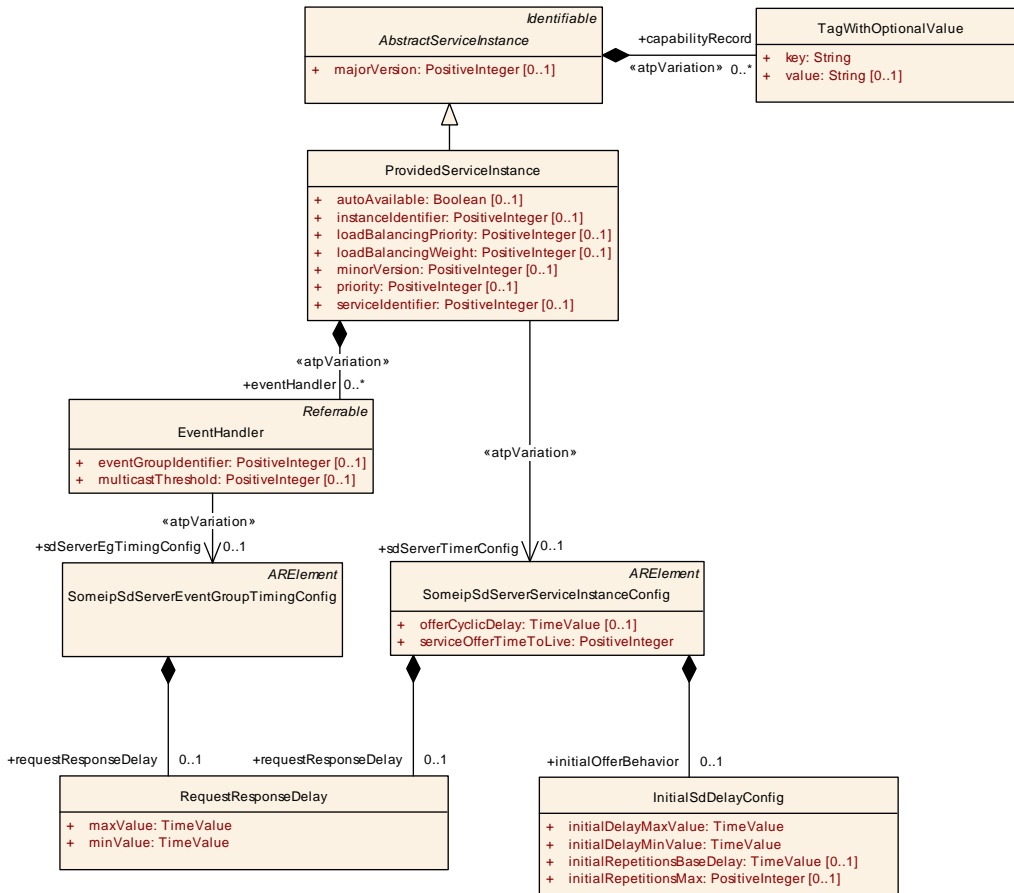 Identifiable
AbstractServiceInstance
+ majorVersion: PositiveInteger [0..1]
+capabilityRecord
«atpVariation» 0..*
TagWithOptionalValue
+ key: String
+ value: String [0..1]
ProvidedServiceInstance
+ autoAvailable: Boolean [0..1]
+ instanceIdentifier: PositiveInteger [0..1]
+ loadBalancingPriority: PositiveInteger [0..1]
+ loadBalancingWeight: PositiveInteger [0..1]
+ minorVersion: PositiveInteger [0..1]
+ priority: PositiveInteger [0..1]
+ serviceIdentifier: PositiveInteger [0..1]
«atpVariation»
+eventHandler 0..*
Referrable
EventHandler
+ eventGroupIdentifier: PositiveInteger [0..1]
+ multicastThreshold: PositiveInteger [0..1]
«atpVariation»
«atpVariation»
+sdServerEgTimingConfig 0..1
+sdServerTimerConfig 0..1
ARElement
SomeipSdServerEventGroupTimingConfig
ARElement
SomeipSdServerServiceInstanceConfig
+ offerCyclicDelay: TimeValue [0..1]
+ serviceOfferTimeToLive: PositiveInteger
+requestResponseDelay 0..1
+requestResponseDelay 0..1
+initialOfferBehavior 0..1
RequestResponseDelay
+ maxValue: TimeValue
+ minValue: TimeValue
InitialSdDelayConfig
+ initialDelayMaxValue: TimeValue
+ initialDelayMinValue: TimeValue
+ initialRepetitionsBaseDelay: TimeValue [0..1]
+ initialRepetitionsMax: PositiveInteger [0..1]